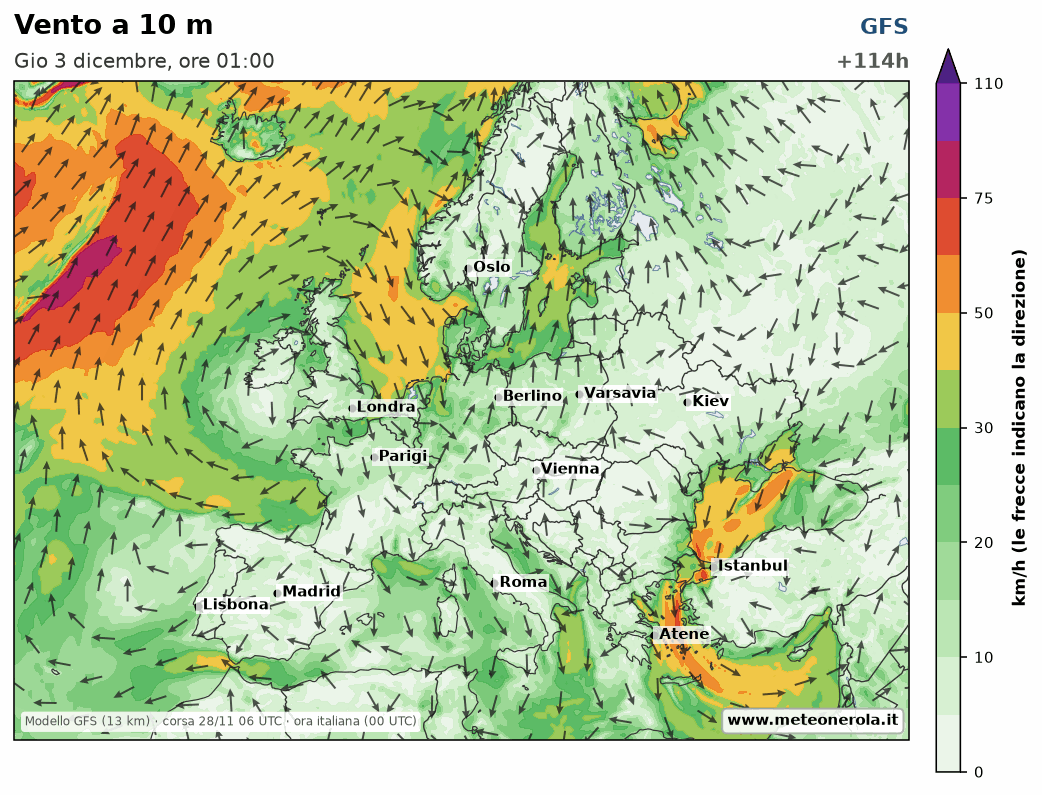 Vento a 10 m
GFS
Gio 3 dicembre, ore 01:00
+114h
110
75
50
30
20
10
0
km/h (le frecce indicano la direzione)
Oslo
Londra
Berlino
Varsavia
Kiev
Parigi
Vienna
Istanbul
Roma
Madrid
Lisbona
Atene
Modello GFS (13 km) · corsa 28/11 06 UTC · ora italiana (00 UTC)
www.meteonerola.it